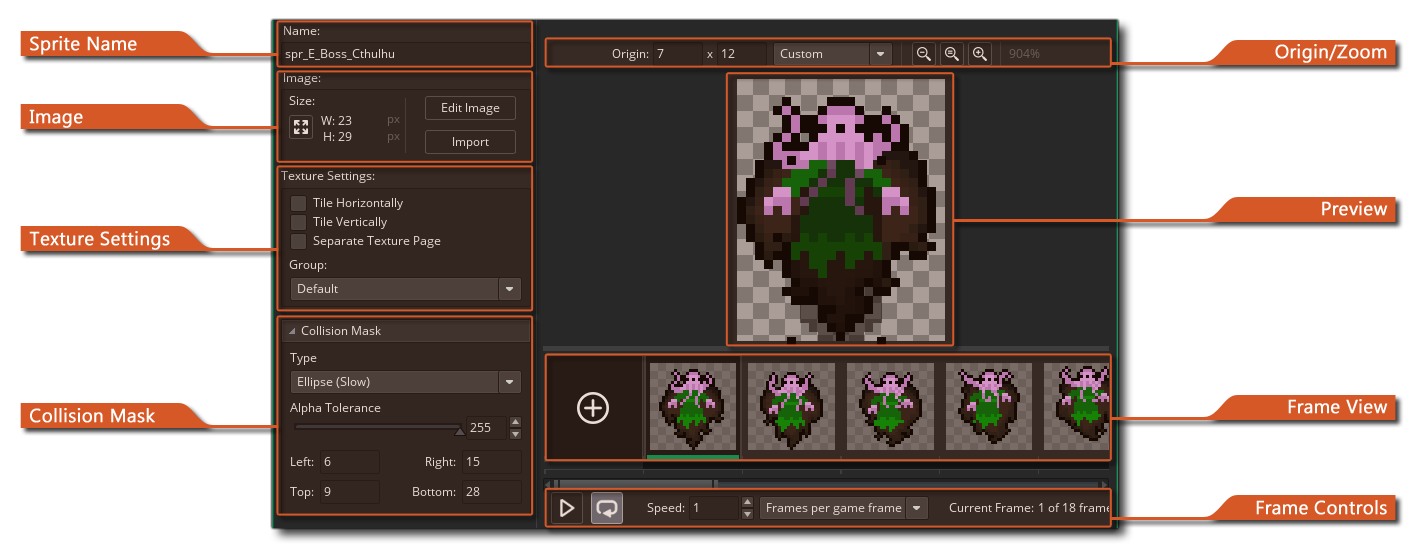 Sprite Name
Image
Texture Settings
Collision Mask
Name:
spr_E_Boss_Cthulhu
Image:
Size:
W: 23 px
H: 29 px
Edit Image
Import
Texture Settings:
Tile Horizontally
Tile Vertically
Separate Texture Page
Group:
Default
Collision Mask
Type
Ellipse (Slow)
Alpha Tolerance
255
Left: 6 Right: 15
Top: 9 Bottom: 28
Origin: 7 x 12 Custom 904%
Speed: 1 Frames per game frame Current Frame: 1 of 18 frame
Origin/Zoom
Preview
Frame View
Frame Controls